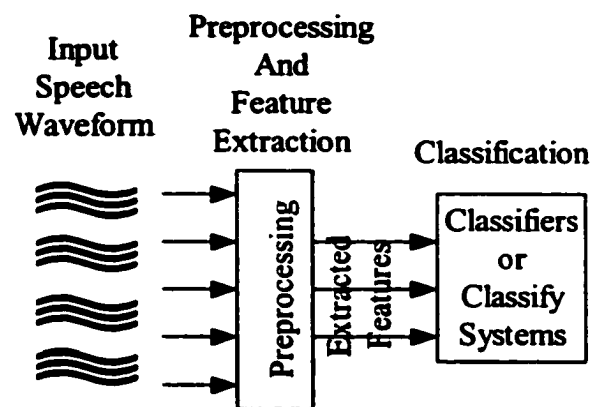 Input
Speech
Waveform
Preprocessing
And
Feature
Extraction
Classification
Preprocessing
Extracted
Features
Classifiers
or
Classify
Systems